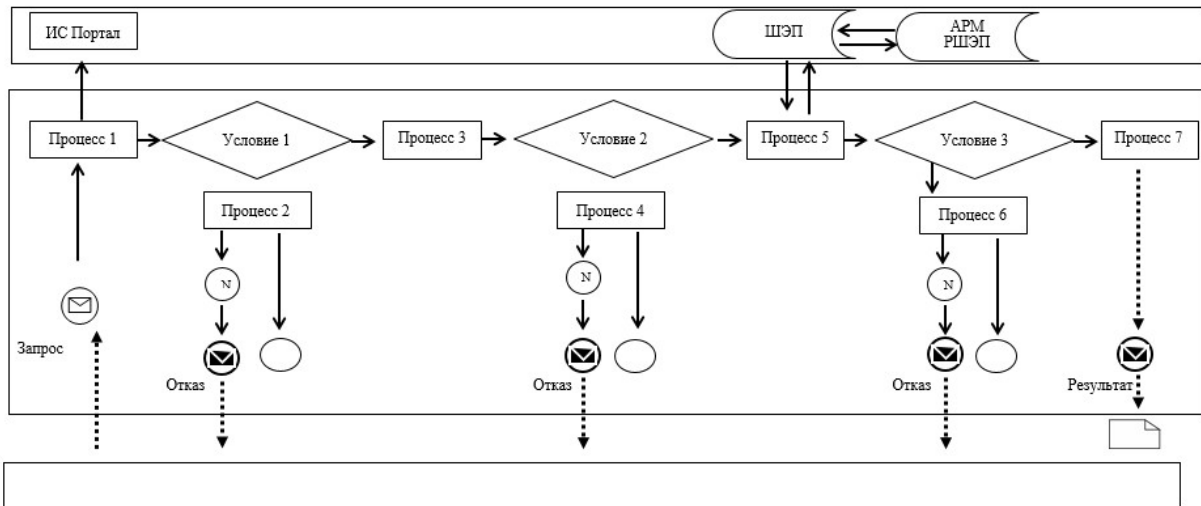 ИС Портал
ШЭП
АРМ
РШЭП
Процесс 1
Условие 1
Процесс 3
Условие 2
Процесс 5
Условие 3
Процесс 7
Процесс 2
Процесс 4
Процесс 6
N
N
N
Запрос
Отказ
Отказ
Отказ
Результат